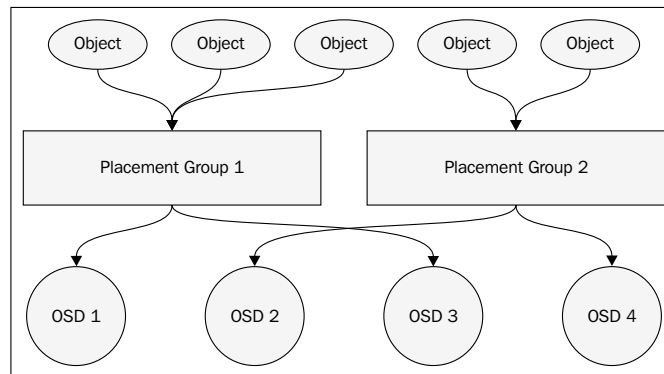 Object Object Object Object Object
Placement Group 1 Placement Group 2
OSD 1 OSD 2 OSD 3 OSD 4